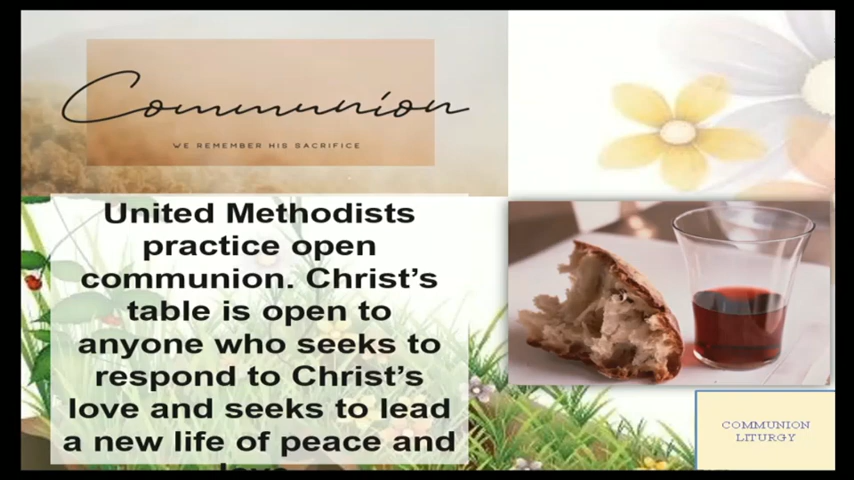 Communion
WE REMEMBER HIS SACRIFICE
United Methodists
practice open
communion. Christ’s
table is open to
anyone who seeks to
respond to Christ’s
love and seeks to lead
a new life of peace and
COMMUNION
LITURGY